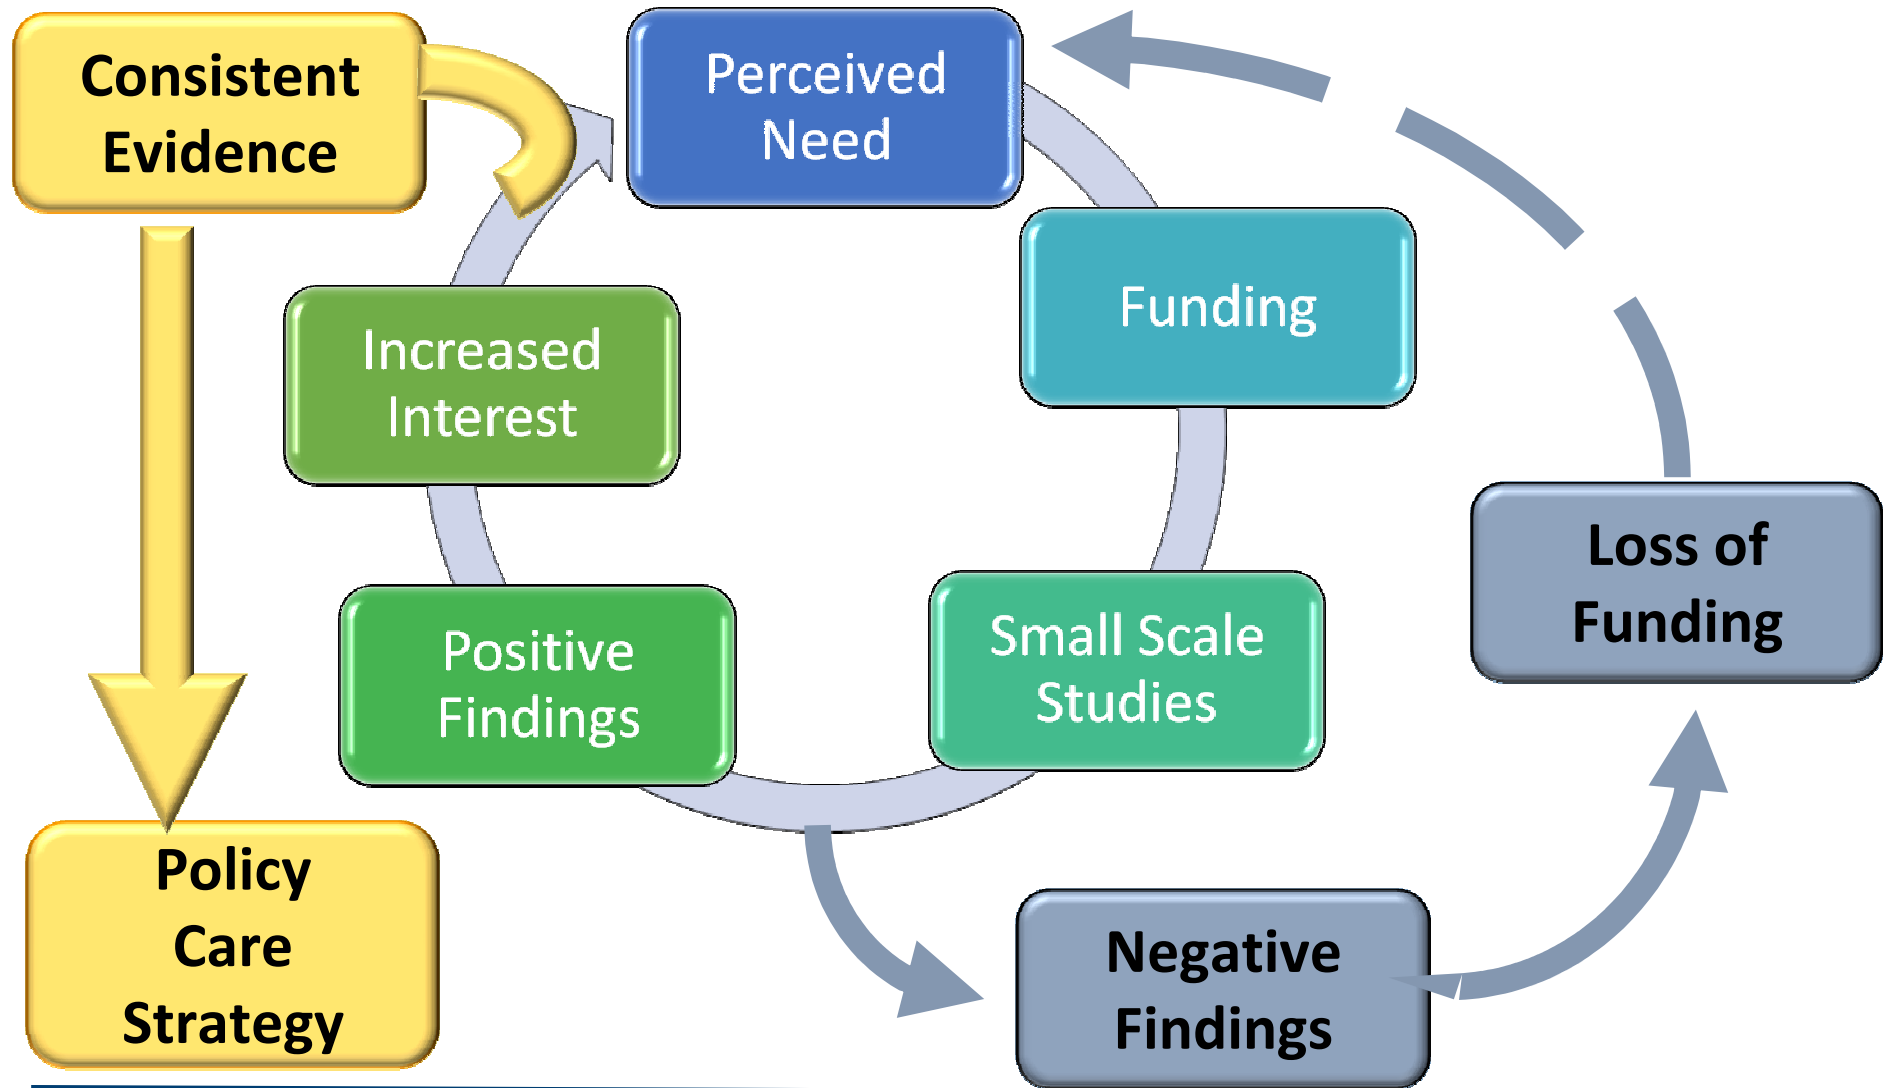 Consistent
Evidence
Perceived
Need
Funding
Increased
Interest
Loss of
Funding
Positive
Findings
Small Scale
Studies
Policy
Care
Strategy
Negative
Findings